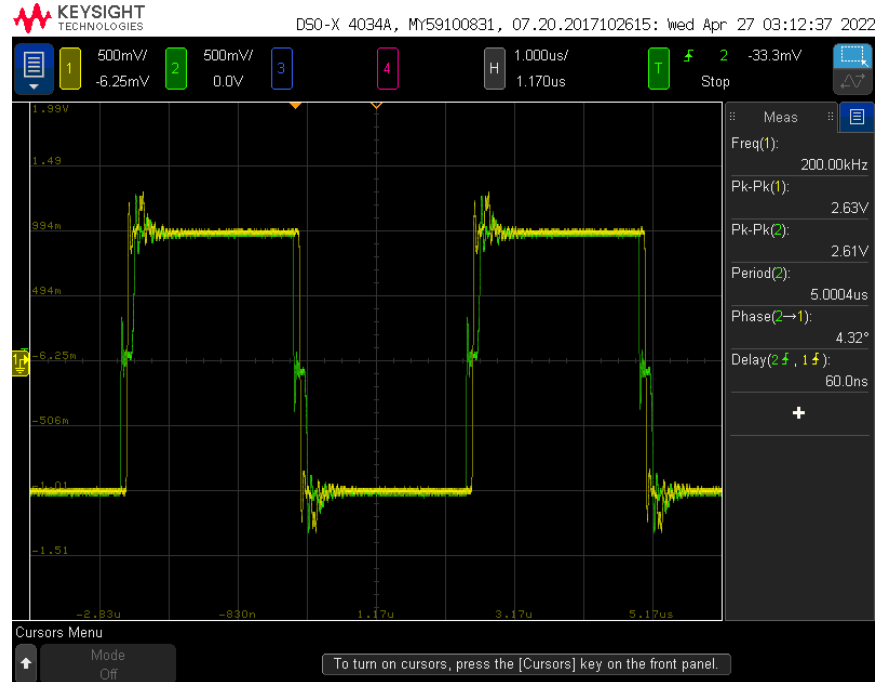 KEYSIGHT
TECHNOLOGIES
DSO-X 4034A, MY59100831, 07.20.2017102615: Wed Apr 27 03:12:37 2022
1 500mV/ 2 500mV/ 3 4 H 1.000us/ T 2 -33.3mV
-6.25mV 0.0V 1.170us Stop
Meas
Freq(1):
200.00kHz
Pk-Pk(1):
2.63V
Pk-Pk(2):
2.61V
Period(2):
5.0004us
Phase(2→1):
4.32°
Delay(2, 1):
60.0ns
+
1.99V
1.49
994m
494m
-6.25m
1
-506m
-1.01
-1.51
-2.83u -830n 1.17u 3.17u 5.17us
Cursors Menu
Mode
Off
To turn on cursors, press the [Cursors] key on the front panel.